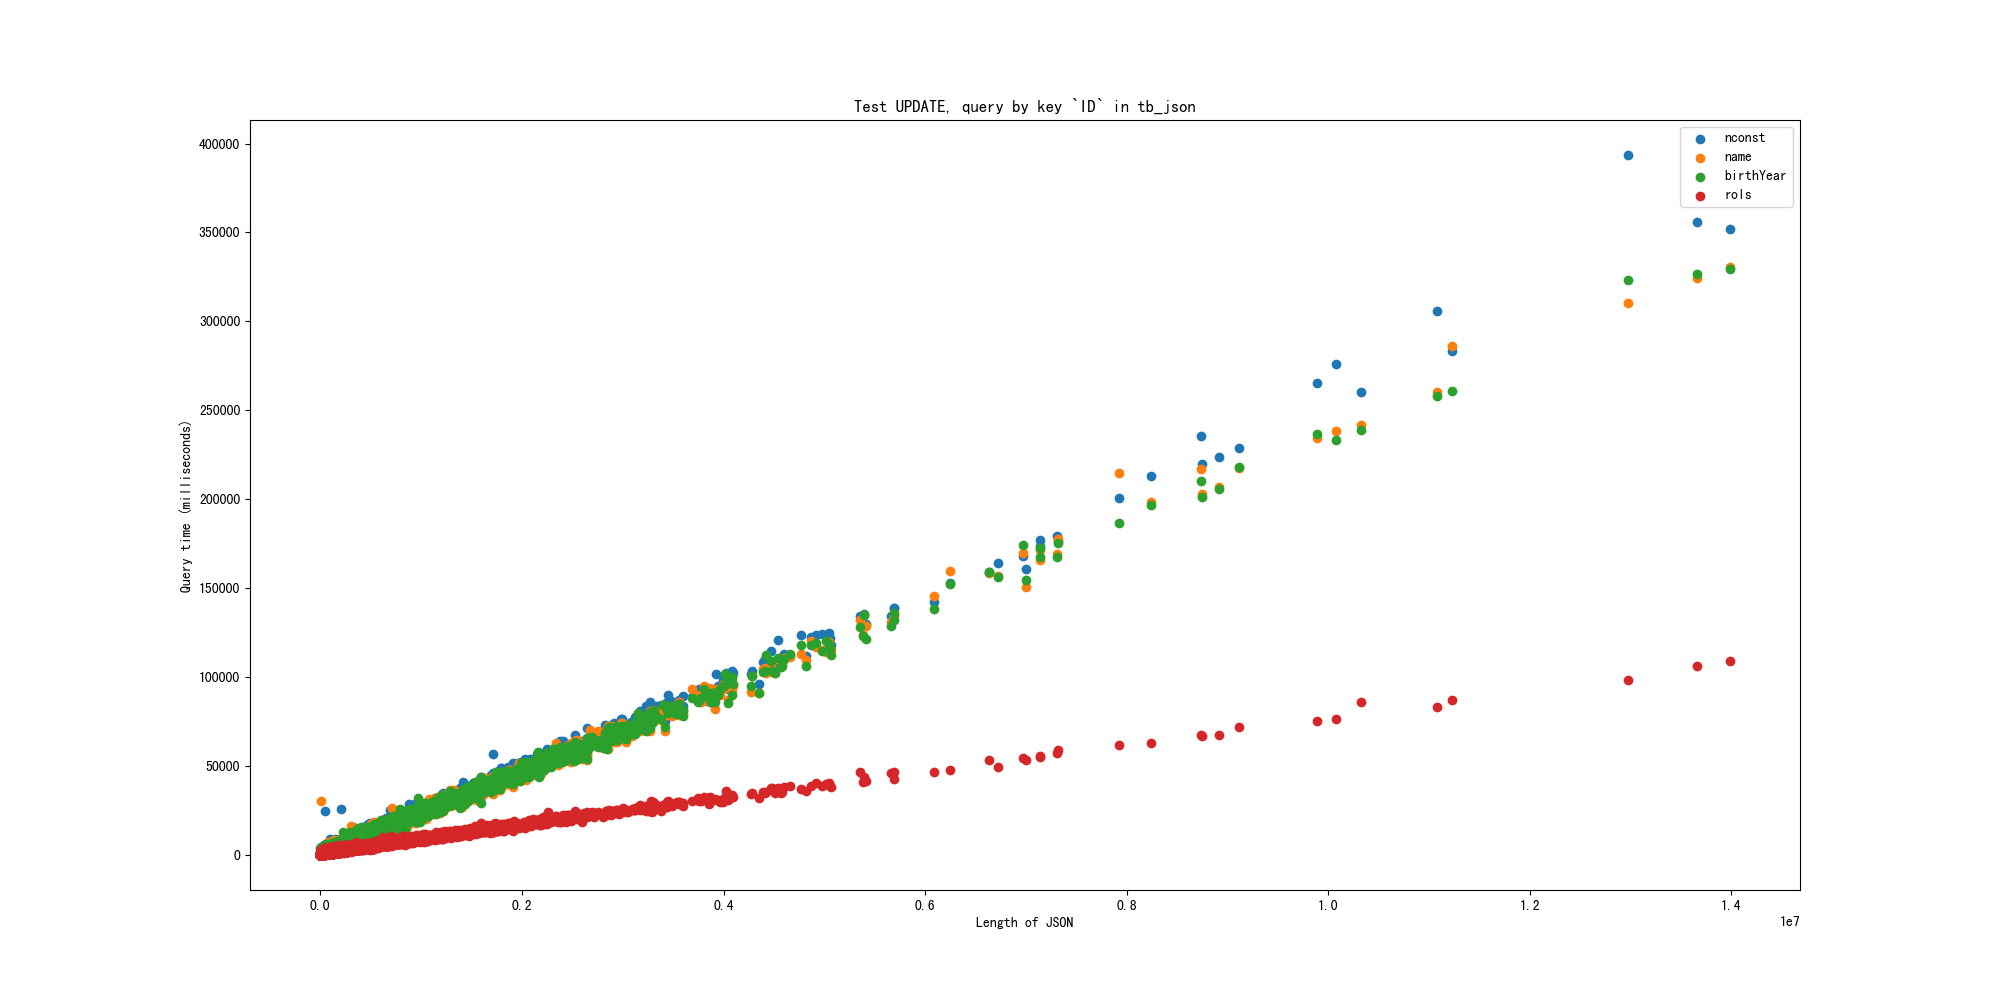 Test UPDATE, query by key `ID` in tb_json
nconst
name
birthYear
rols
400000
350000
300000
250000
200000
150000
100000
50000
0
Query time (milliseconds)
0.0 0.2 0.4 0.6 0.8 1.0 1.2 1.4
Length of JSON
1e7